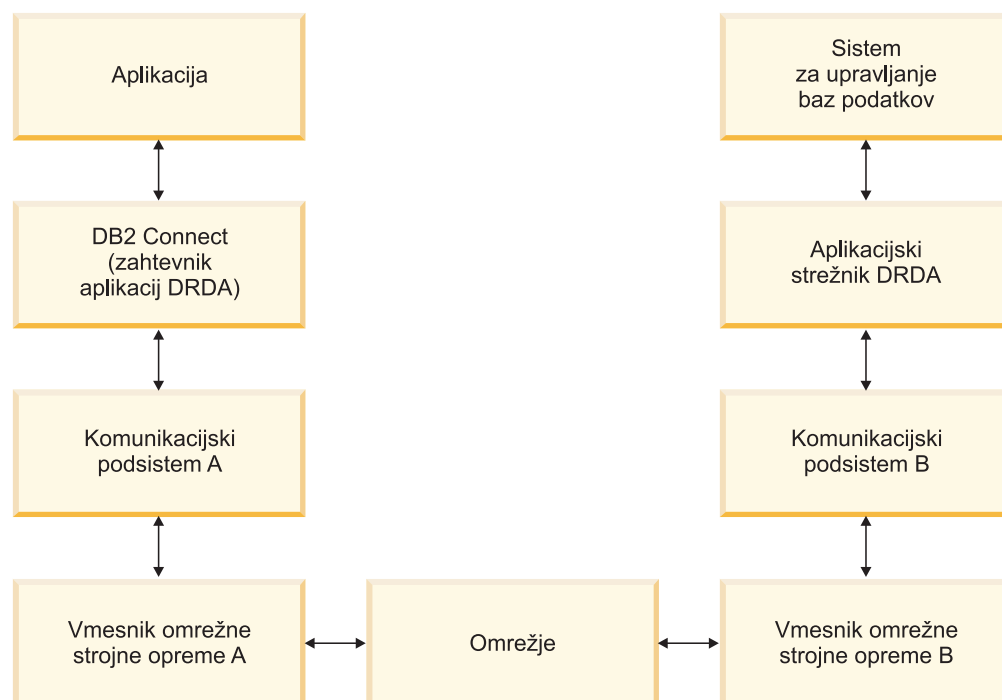 Aplikacija
Sistem
za upravljanje
baz podatkov
DB2 Connect
(zahtevnik
aplikacij DRDA)
Aplikacijski
strežnik DRDA
Komunikacijski
podsistem A
Komunikacijski
podsistem B
Vmesnik omrežne
strojne opreme A
Omrežje
Vmesnik omrežne
strojne opreme B